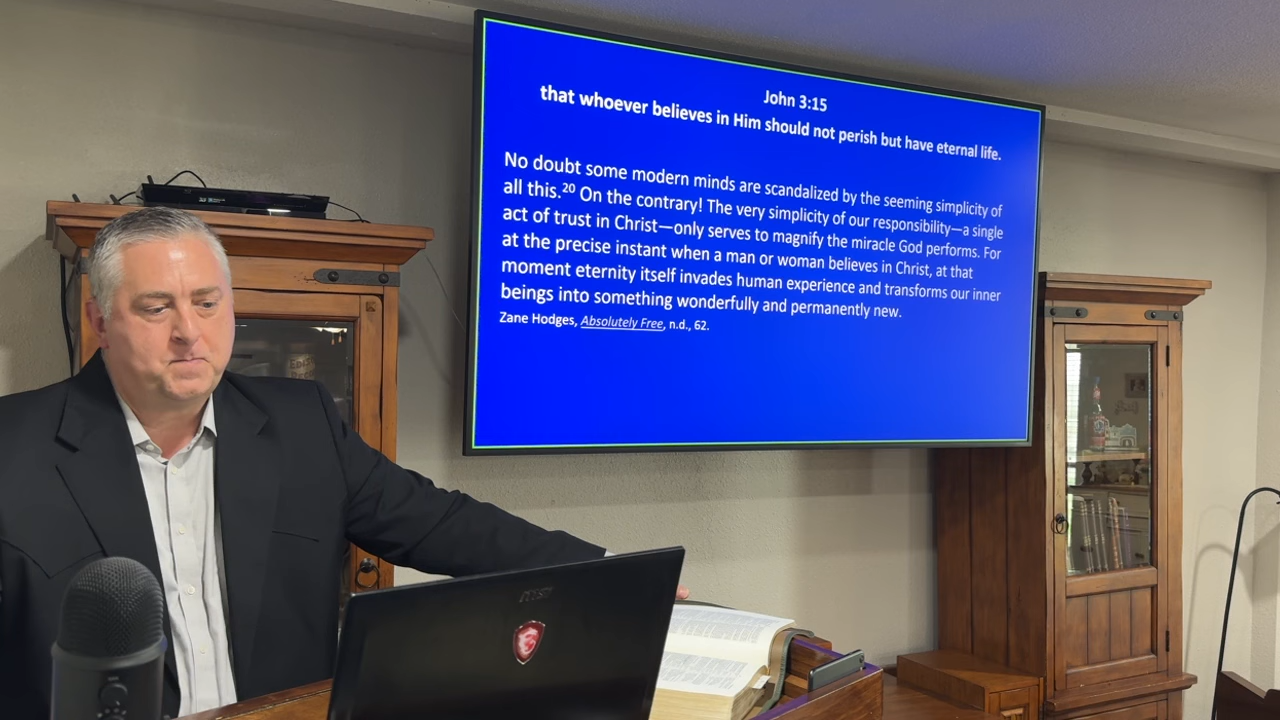 John 3:15
that whoever believes in Him should not perish but have eternal life.
No doubt some modern minds are scandalized by the seeming simplicity of
all this.²⁰ On the contrary! The very simplicity of our responsibility—a single
act of trust in Christ—only serves to magnify the miracle God performs. For
at the precise instant when a man or woman believes in Christ, at that
moment eternity itself invades human experience and transforms our inner
beings into something wonderfully and permanently new.
Zane Hodges, Absolutely Free, n.d., 62.